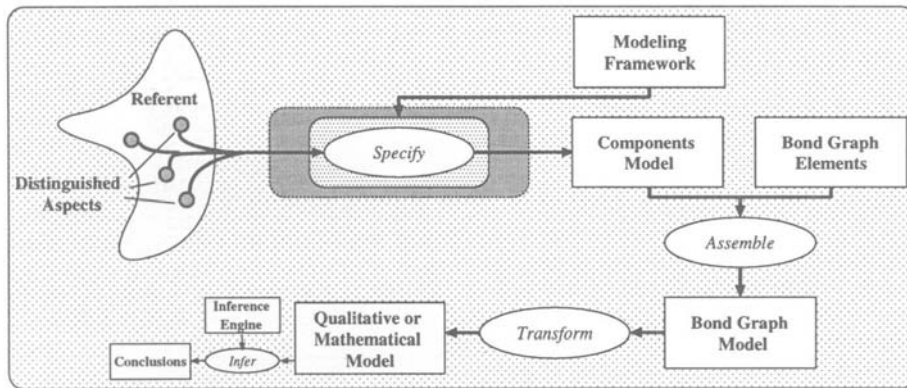 Modeling
Framework
Referent
Specify
Components
Model
Bond Graph
Elements
Distinguished
Aspects
Assemble
Inference
Engine
Qualitative or
Mathematical
Model
Transform
Bond Graph
Model
Conclusions
Infer